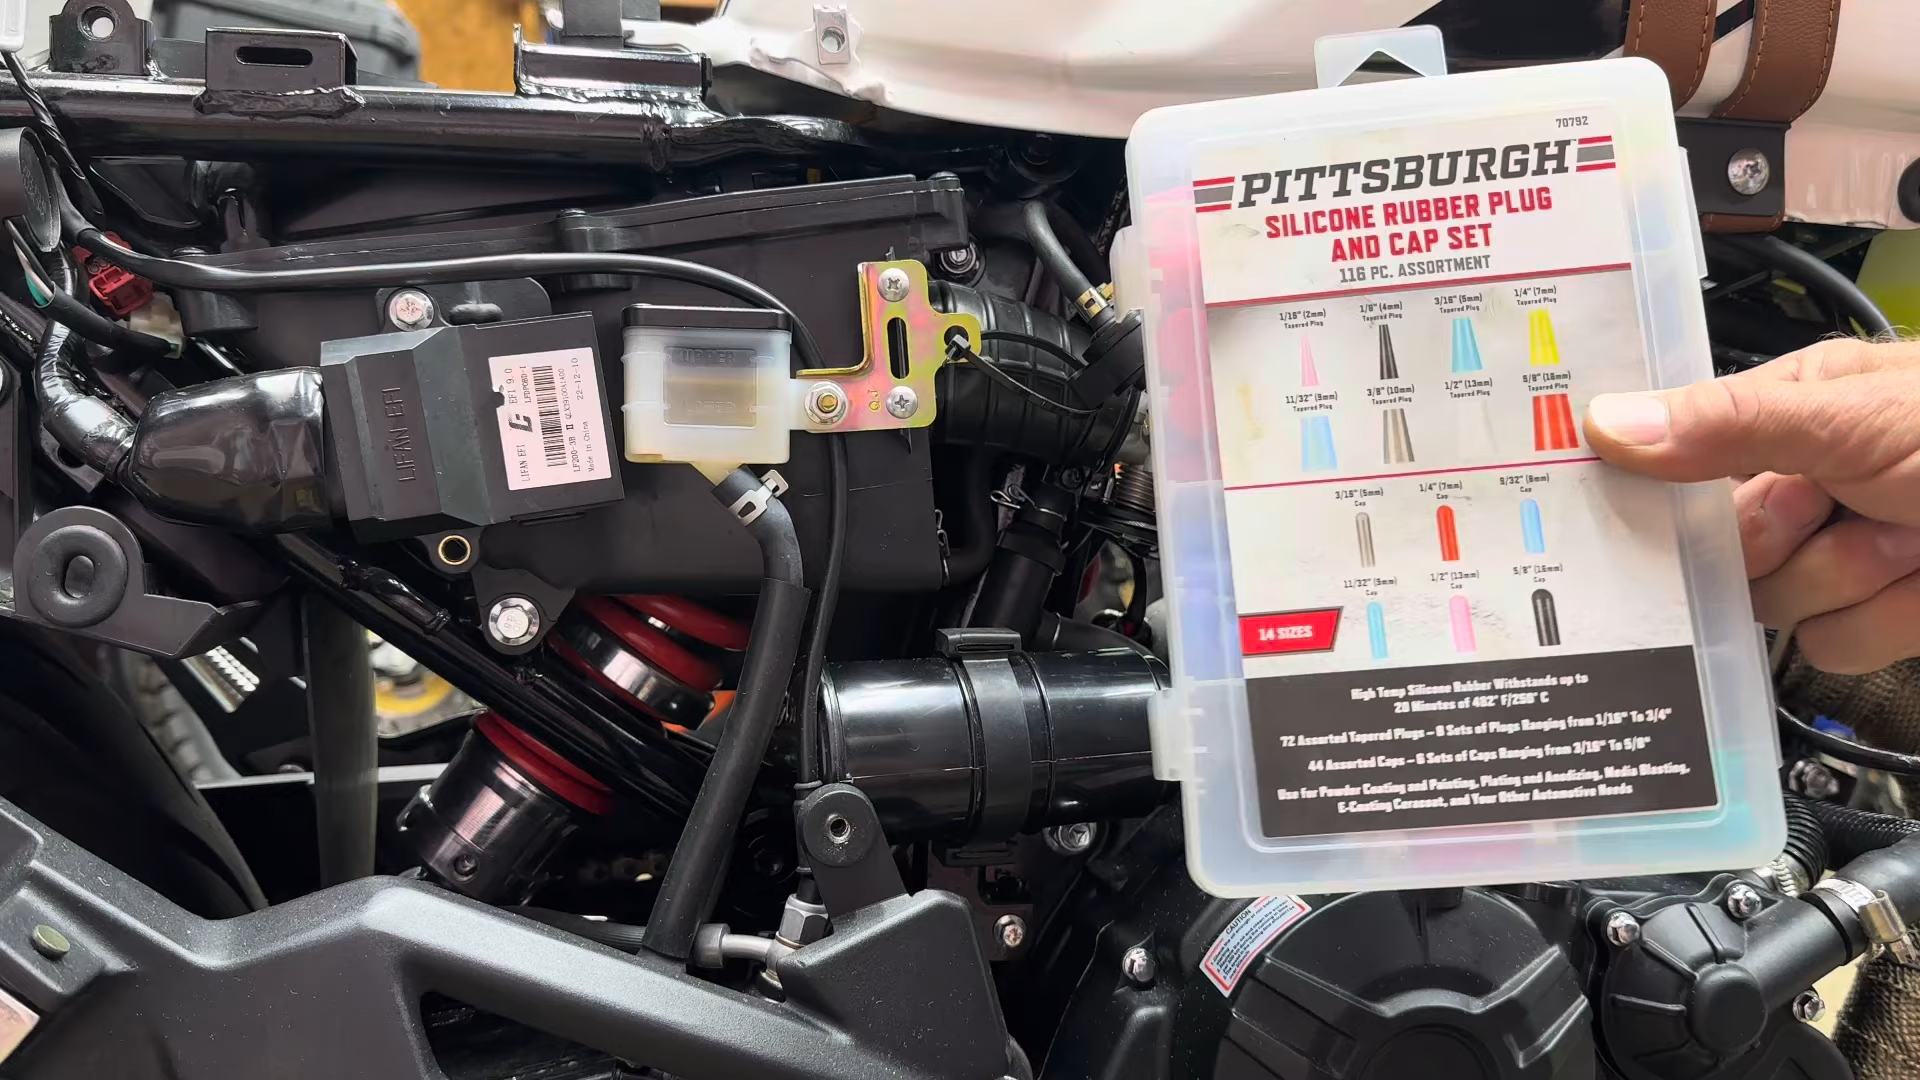 70792
PITTSBURGH
SILICONE RUBBER PLUG
AND CAP SET
116 PC. ASSORTMENT
1/16" (2mm)
Tapered Plug
1/8" (4mm)
Tapered Plug
3/16" (5mm)
Tapered Plug
1/4" (7mm)
Tapered Plug
11/32" (9mm)
Tapered Plug
3/8" (10mm)
Tapered Plug
1/2" (13mm)
Tapered Plug
5/8" (16mm)
Tapered Plug
3/16" (5mm)
Cap
1/4" (7mm)
Cap
9/32" (8mm)
Cap
11/32" (9mm)
Cap
1/2" (13mm)
Cap
5/8" (16mm)
Cap
14 SIZES
High Temp Silicone Rubber Withstands up to
20 Minutes of 482° F/250° C
72 Assorted Tapered Plugs – 8 Sets of Plugs Ranging from 1/16" To 3/4"
44 Assorted Caps – 6 Sets of Caps Ranging from 3/16" To 5/8"
Use for Powder Coating and Painting, Plating and Anodizing, Media Blasting,
E-Coating Ceracoat, and Your Other Automotive Needs
LIFAN EFI
LIFAN EFI
EFI 9.0
22-12-10
Made in China
UPPER
LOWER
QJ
CAUTION